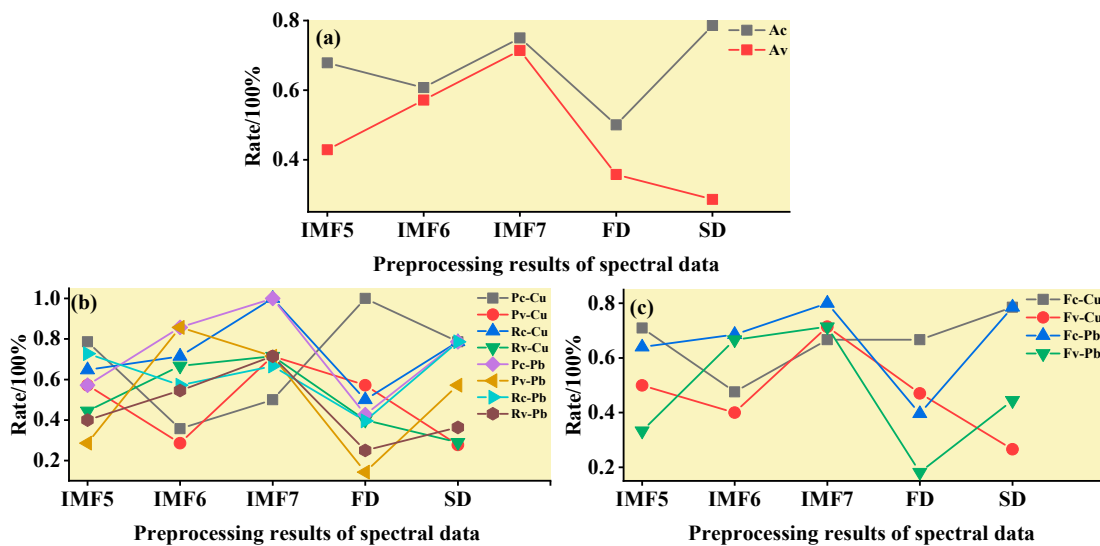 (a)
Ac
Av
Rate/100%
0.8
0.6
0.4
IMF5 IMF6 IMF7 FD SD
Preprocessing results of spectral data
(b)
Pc-Cu
Pv-Cu
Rc-Cu
Rv-Cu
Pc-Pb
Pv-Pb
Rc-Pb
Rv-Pb
Rate/100%
1.0
0.8
0.6
0.4
0.2
IMF5 IMF6 IMF7 FD SD
Preprocessing results of spectral data
(c)
Fc-Cu
Fv-Cu
Fc-Pb
Fv-Pb
Rate/100%
0.8
0.6
0.4
0.2
IMF5 IMF6 IMF7 FD SD
Preprocessing results of spectral data